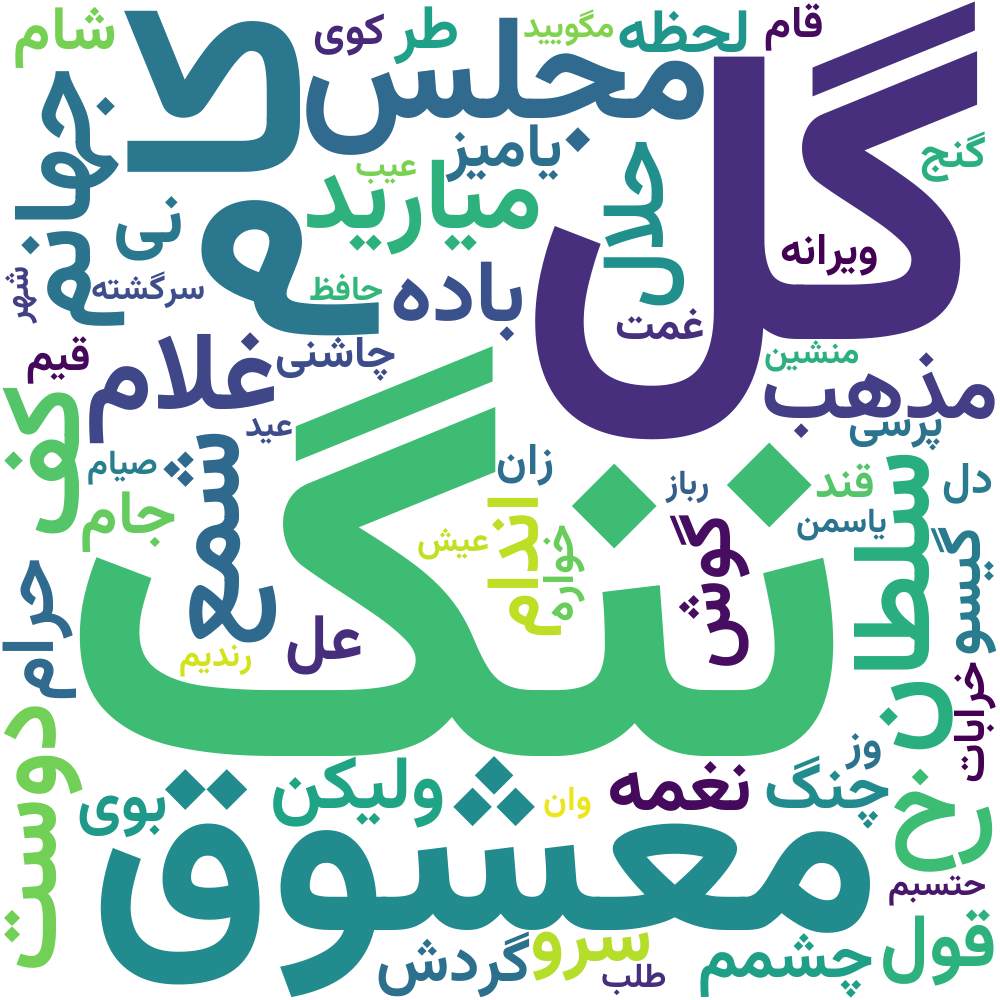 شام
کوی
طر
مگویید
لحظه
قام
گل
مجلس
کو
جهانم
یامیز
عیب
میارید
حلال
گنج
نی
ویرانه
سرگشته
شهر
حافظ
باده
غمت
قیم
غلام
چاشنی
منشین
مذهب
کف
عید
پرسی
صیام
شمع
زان
رباز
قند
دل
جام
ننگ
عیش
اندام
خواره
گوش
یاسمن
سلطان
گیسو
حرام
عل
رندیم
خرابات
دوست
بوی
ولیکن
وان
نغمه
چنگ
وز
رخ
معشوق
حتسبم
گردش
سرو
طلب
چشمم
قول